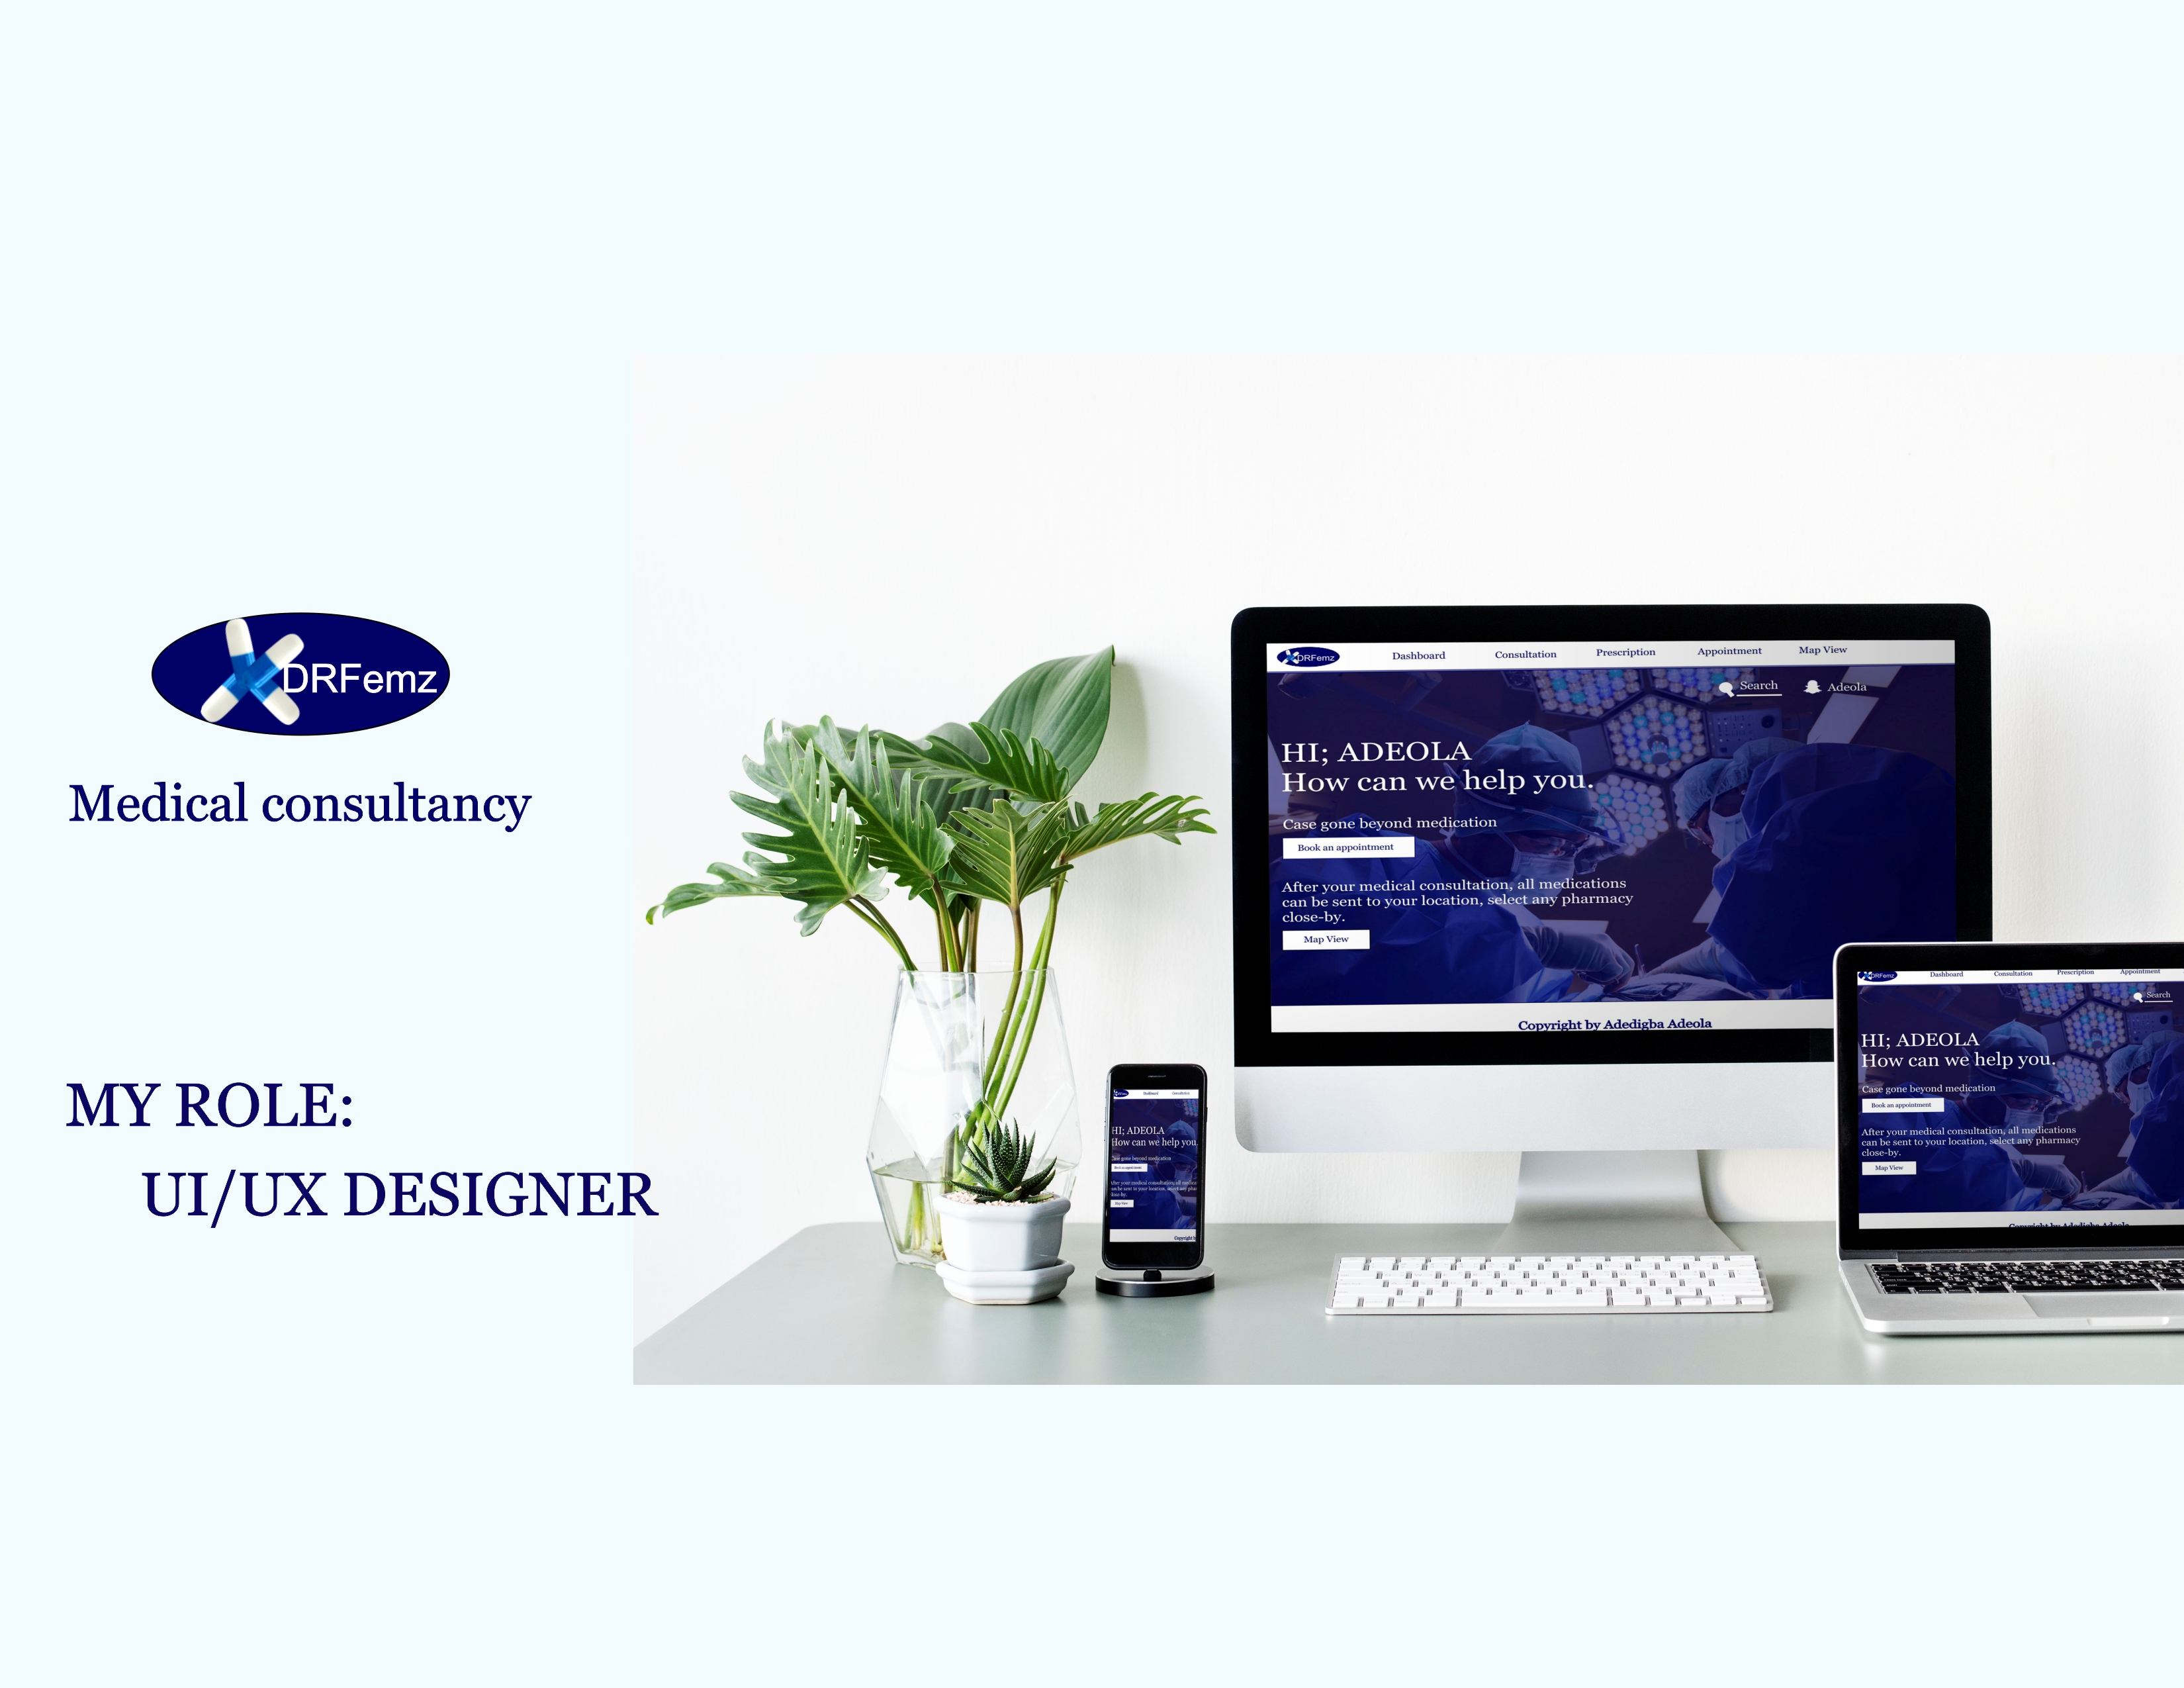 DRFemz
Medical consultancy
MY ROLE:
UI/UX DESIGNER
DRFemz
Dashboard
Consultation
Prescription
Appointment
Map View
Search
Adeola
HI; ADEOLA
How can we help you.
Case gone beyond medication
Book an appointment
After your medical consultation, all medications
can be sent to your location, select any pharmacy
close-by.
Map View
Copyright by Adedigba Adeola
HI; ADEOLA
How can we help you.
Case gone beyond medication
DRFemz
Dashboard
Consultation
Prescription
Appointment
Search
HI; ADEOLA
How can we help you.
Case gone beyond medication
Book an appointment
After your medical consultation, all medications
can be sent to your location, select any pharmacy
close-by.
Map View
Copyright by Adedigba Adeola